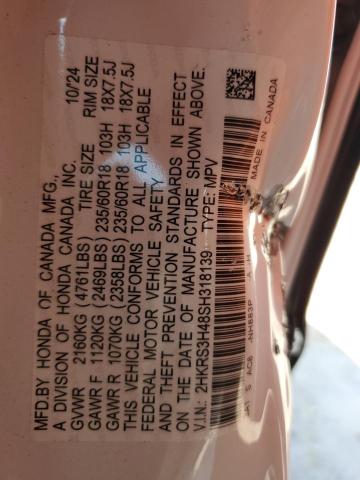 MFD.BY HONDA OF CANADA MFG., 10/24
A DIVISION OF HONDA CANADA INC.
GVWR 2160KG (4761LBS) TIRE SIZE RIM SIZE
GAWR F 1120KG (2469LBS) 235/60R18 103H 18X7.5J
GAWR R 1070KG (2358LBS) 235/60R18 103H 18X7.5J
THIS VEHICLE CONFORMS TO ALL APPLICABLE
FEDERAL MOTOR VEHICLE SAFETY
AND THEFT PREVENTION STANDARDS IN EFFECT
ON DATE OF MANUFACTURE SHOWN ABOVE.
V.I.N.: 2HKRS3H48SH318139 TYPE: MPV
MADE IN CANADA
NH883P